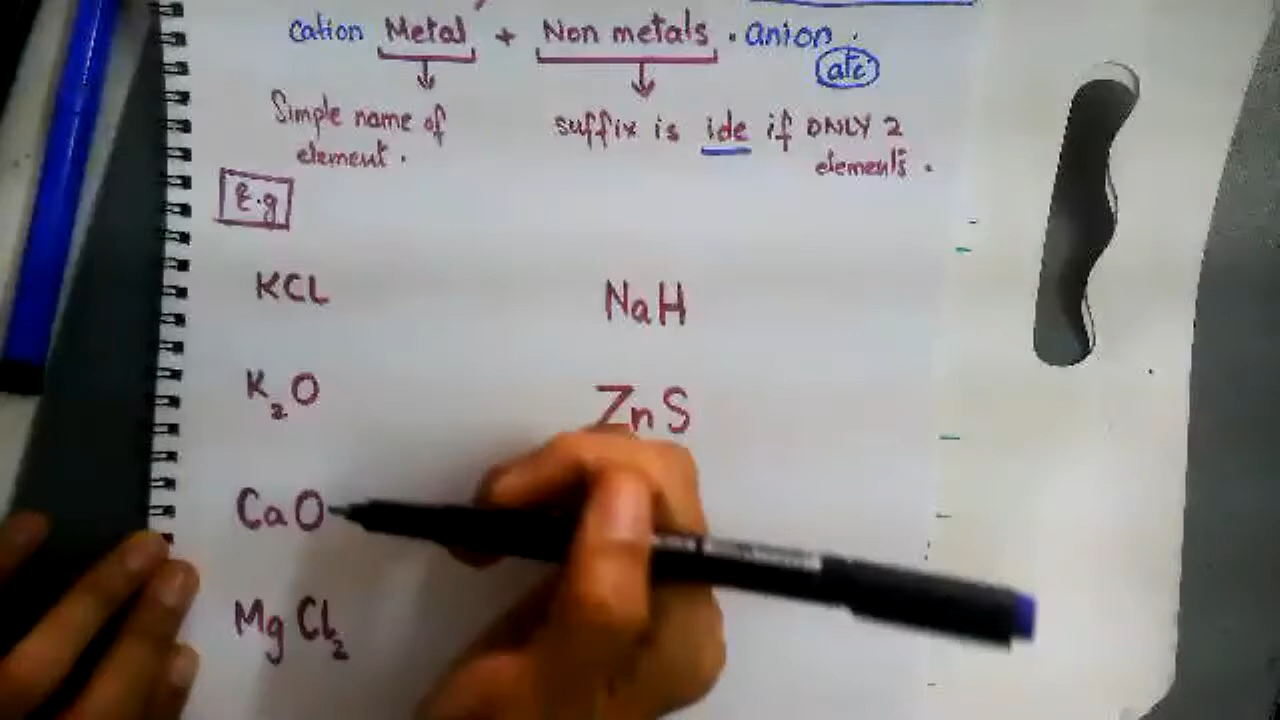 cation Metal + Non metals . anion .
ate
Simple name of element .
suffix is ide if ONLY 2 elements .
E.g
KCL
NaH
K₂O
ZnS
CaO
MgCl₂